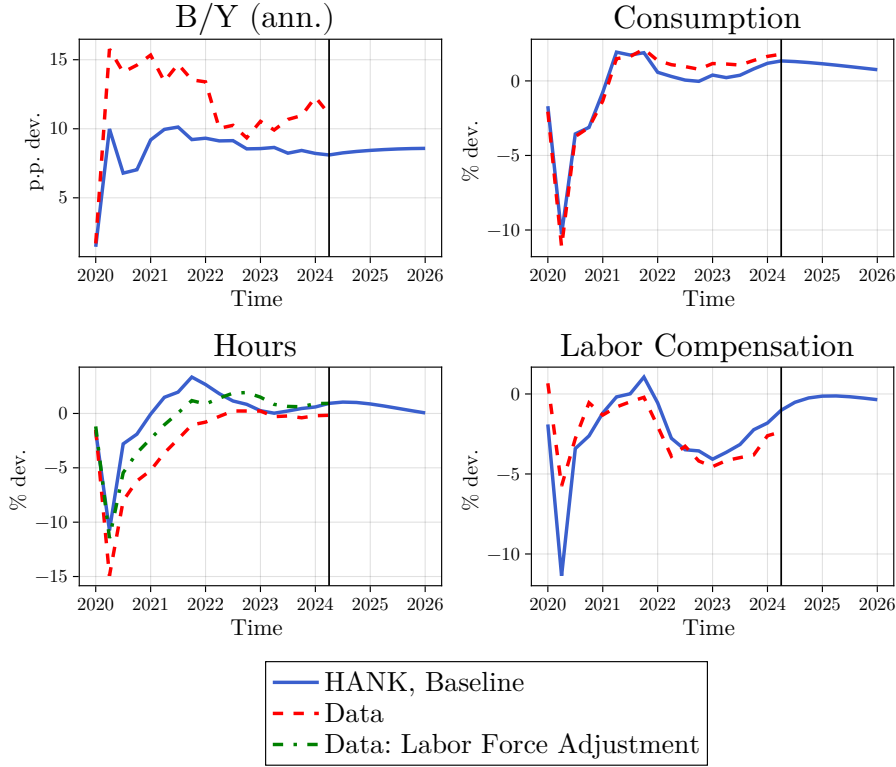 B/Y (ann.)
Consumption
p.p. dev.
15
10
5
2020 2021 2022 2023 2024 2025 2026
Time
% dev.
0
−5
−10
2020 2021 2022 2023 2024 2025 2026
Time
Hours
Labor Compensation
% dev.
0
−5
−10
−15
2020 2021 2022 2023 2024 2025 2026
Time
% dev.
0
−5
−10
2020 2021 2022 2023 2024 2025 2026
Time
HANK, Baseline
Data
Data: Labor Force Adjustment